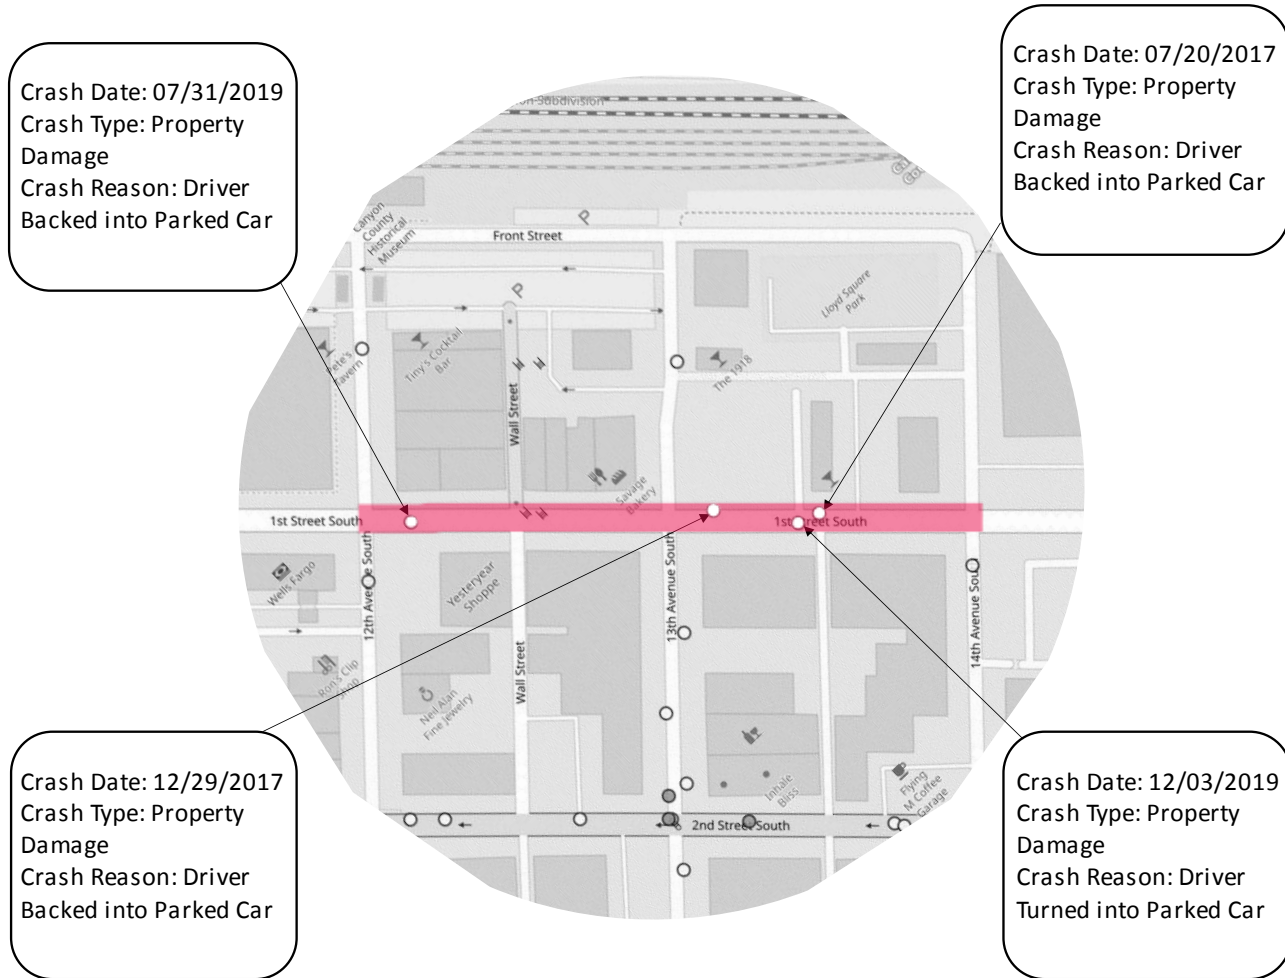 Crash Date: 07/31/2019
Crash Type: Property
Damage
Crash Reason: Driver
Backed into Parked Car
Crash Date: 07/20/2017
Crash Type: Property
Damage
Crash Reason: Driver
Backed into Parked Car
Subdivision
Canyon
County
Historical
Museum
P
Front Street
Lloyd Square
Park
P
Pete's
Tavern
Tiny's Cocktail
Bar
The 1918
Wall Street
Savage
Bakery
1st Street South
1st Street South
Wells Fargo
12th Avenue South
Yesteryear
Shoppe
13th Avenue South
14th Avenue Sou
Ron's Clip
Shop
Neil Alan
Fine jewelry
Wall Street
Inhale
Bliss
Flying
M Coffee
Garage
2nd Street South
Crash Date: 12/29/2017
Crash Type: Property
Damage
Crash Reason: Driver
Backed into Parked Car
Crash Date: 12/03/2019
Crash Type: Property
Damage
Crash Reason: Driver
Turned into Parked Car